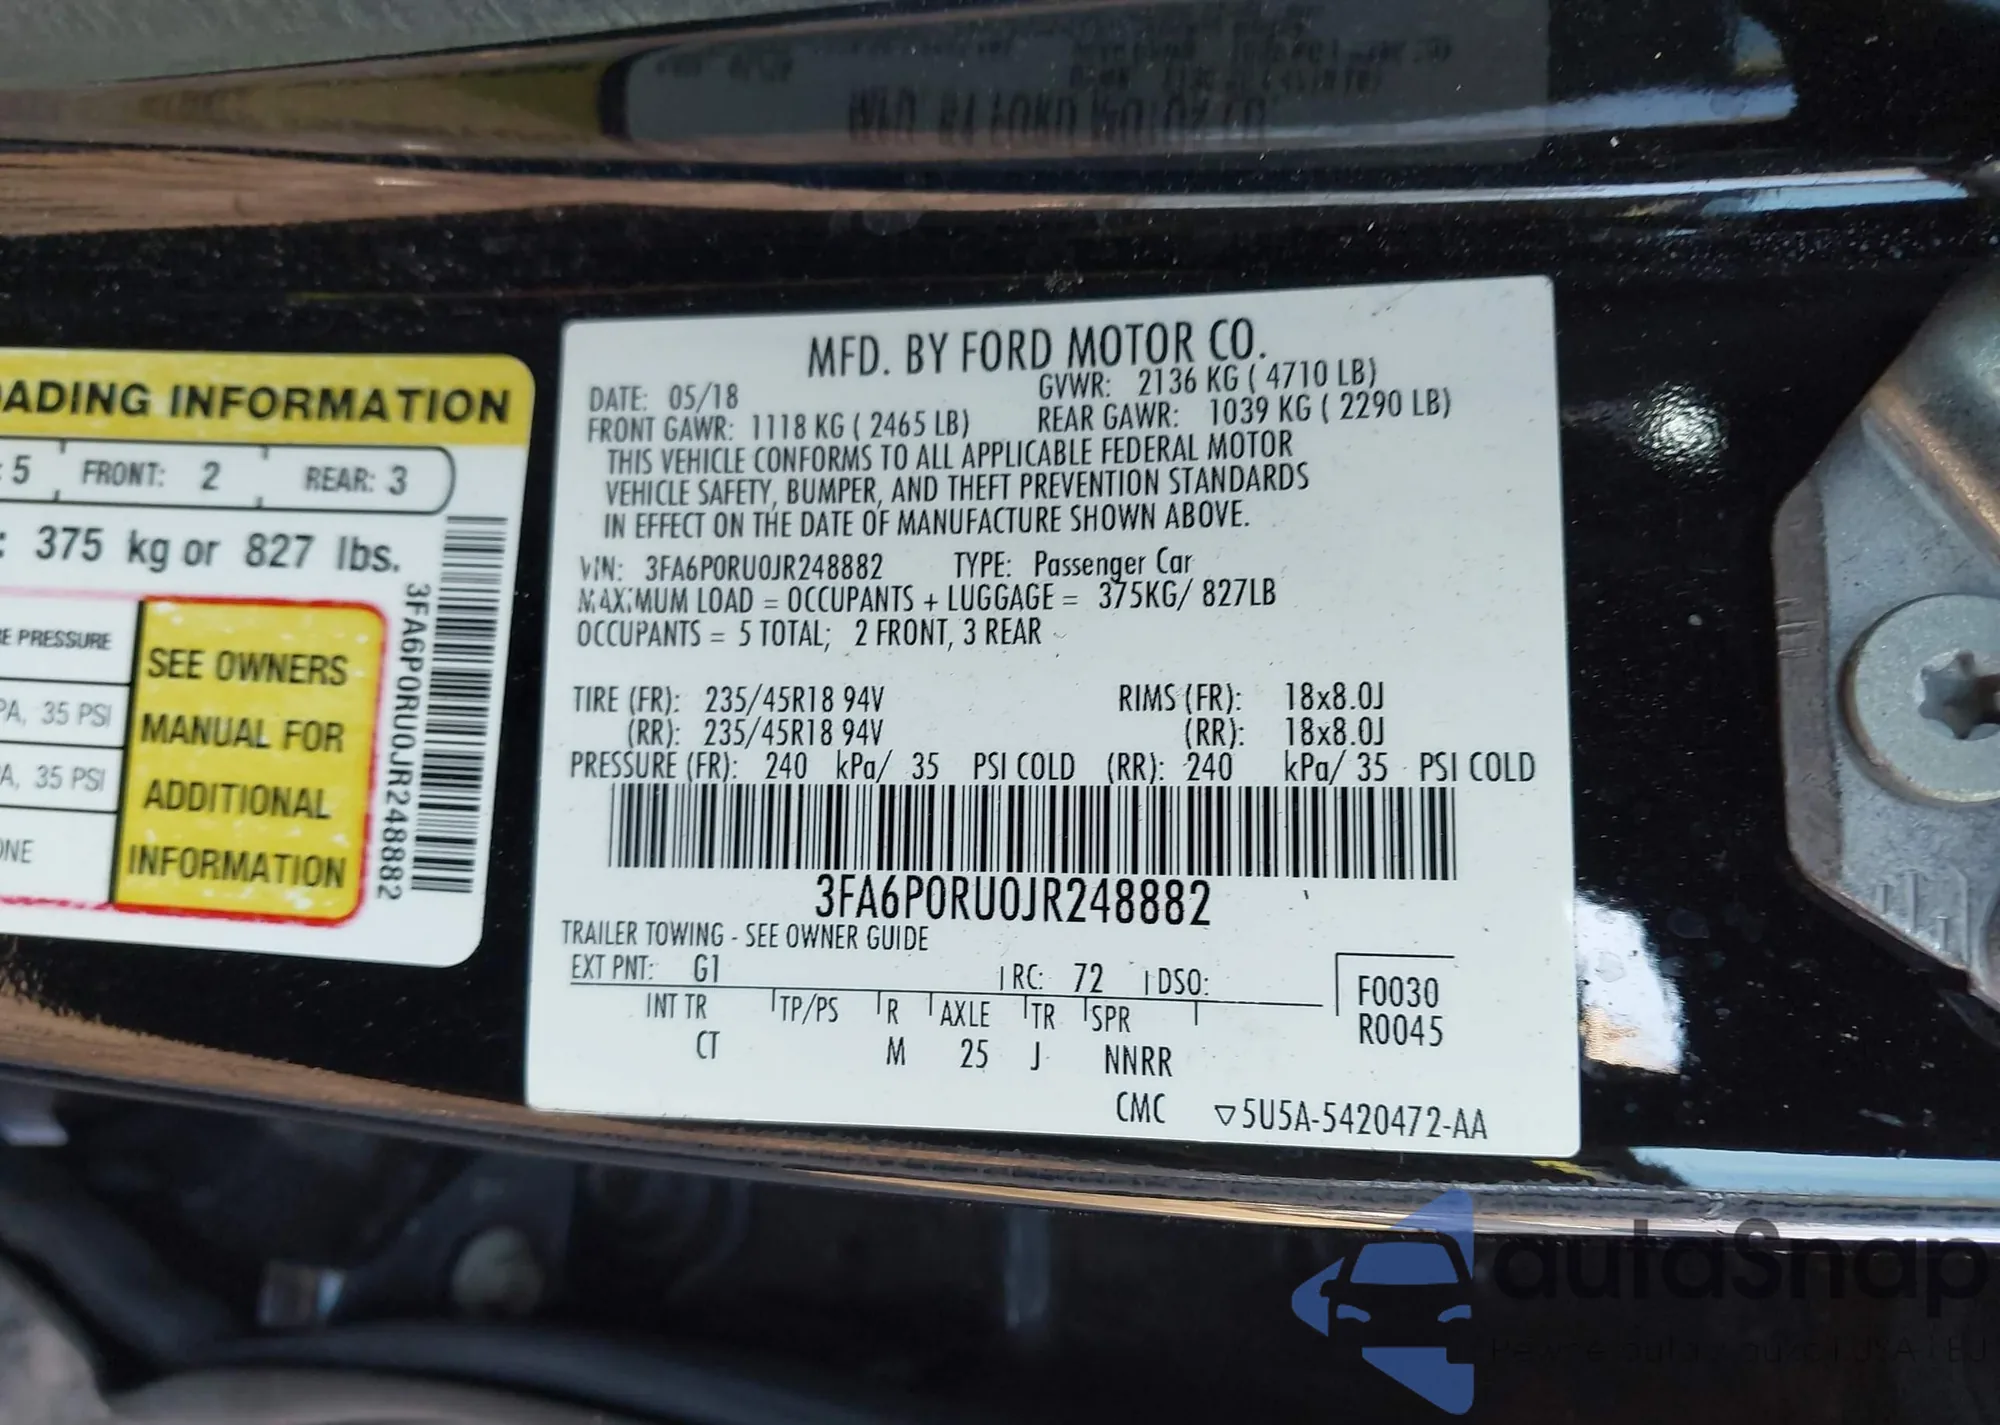 ADING INFORMATION
5 FRONT: 2 REAR: 3
: 375 kg or 827 lbs.
E PRESSURE
PA, 35 PSI
A, 35 PSI
ONE
SEE OWNERS
MANUAL FOR
ADDITIONAL
INFORMATION
3FA6P0RU0JR248882
MFD. BY FORD MOTOR CO.
DATE: 05/18 GVWR: 2136 KG ( 4710 LB)
FRONT GAWR: 1118 KG ( 2465 LB) REAR GAWR: 1039 KG ( 2290 LB)
THIS VEHICLE CONFORMS TO ALL APPLICABLE FEDERAL MOTOR
VEHICLE SAFETY, BUMPER, AND THEFT PREVENTION STANDARDS
IN EFFECT ON THE DATE OF MANUFACTURE SHOWN ABOVE.
VIN: 3FA6P0RU0JR248882 TYPE: Passenger Car
MAXIMUM LOAD = OCCUPANTS + LUGGAGE = 375KG/ 827LB
OCCUPANTS = 5 TOTAL; 2 FRONT, 3 REAR
TIRE (FR): 235/45R18 94V RIMS (FR): 18x8.0J
(RR): 235/45R18 94V (RR): 18x8.0J
PRESSURE (FR): 240 kPa/ 35 PSI COLD (RR): 240 kPa/ 35 PSI COLD
3FA6P0RU0JR248882
TRAILER TOWING - SEE OWNER GUIDE
EXT PNT: G1 RC: 72 DSO:
F0030
R0045
INT TR TP/PS R AXLE TR SPR
CT M 25 J NNRR
CMC ▽5U5A-5420472-AA
autaSnap